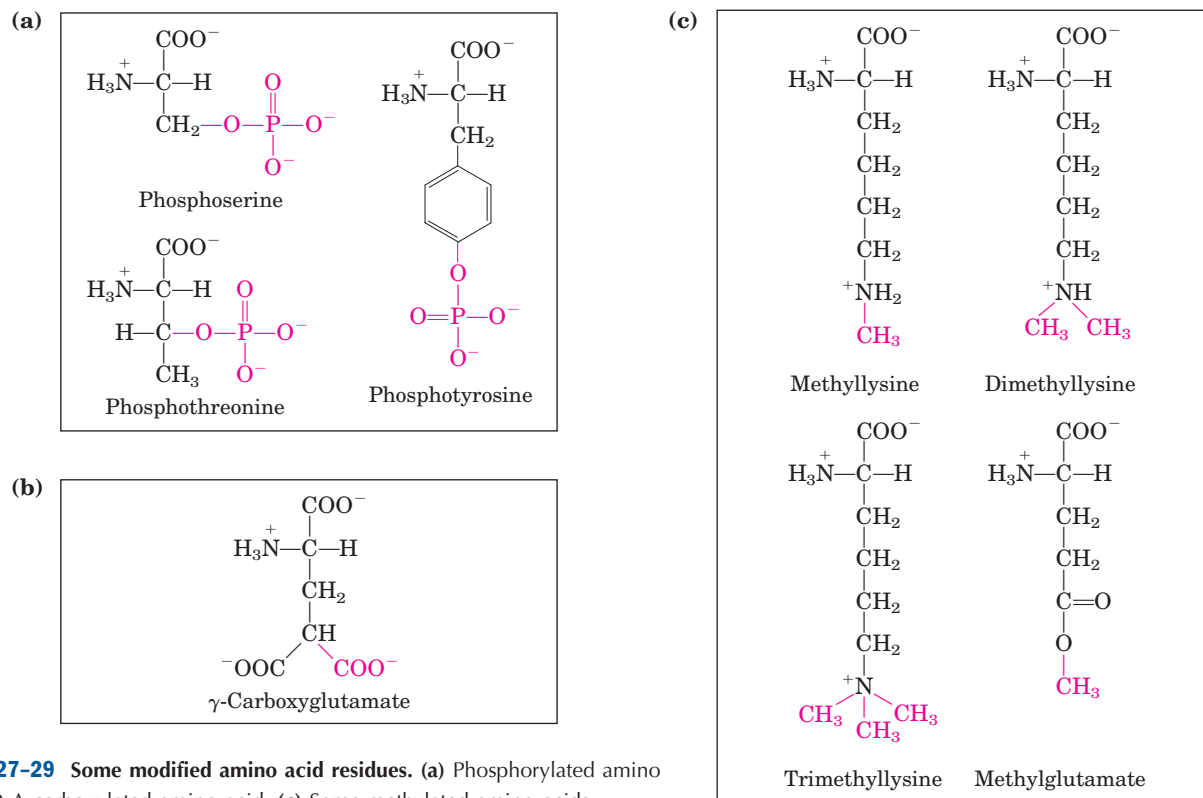 (a)
COO⁻
H₃N⁺—C—H
CH₂—O—P—O⁻
O
O⁻
Phosphoserine
COO⁻
H₃N⁺—C—H
O
H—C—O—P—O⁻
CH₃
O⁻
Phosphothreonine
COO⁻
H₃N⁺—C—H
CH₂
O
O=P—O⁻
O⁻
Phosphotyrosine
(b)
COO⁻
H₃N⁺—C—H
CH₂
CH
⁻OOC COO⁻
γ-Carboxyglutamate
(c)
COO⁻
H₃N⁺—C—H
CH₂
CH₂
CH₂
CH₂
⁺NH₂
CH₃
Methyllysine
COO⁻
H₃N⁺—C—H
CH₂
CH₂
CH₂
CH₂
⁺NH
CH₃ CH₃
Dimethyllysine
COO⁻
H₃N⁺—C—H
CH₂
CH₂
CH₂
CH₂
⁺N
CH₃ CH₃ CH₃
Trimethyllysine
COO⁻
H₃N⁺—C—H
CH₂
CH₂
C=O
O
CH₃
Methylglutamate
27–29 Some modified amino acid residues. (a) Phosphorylated amino